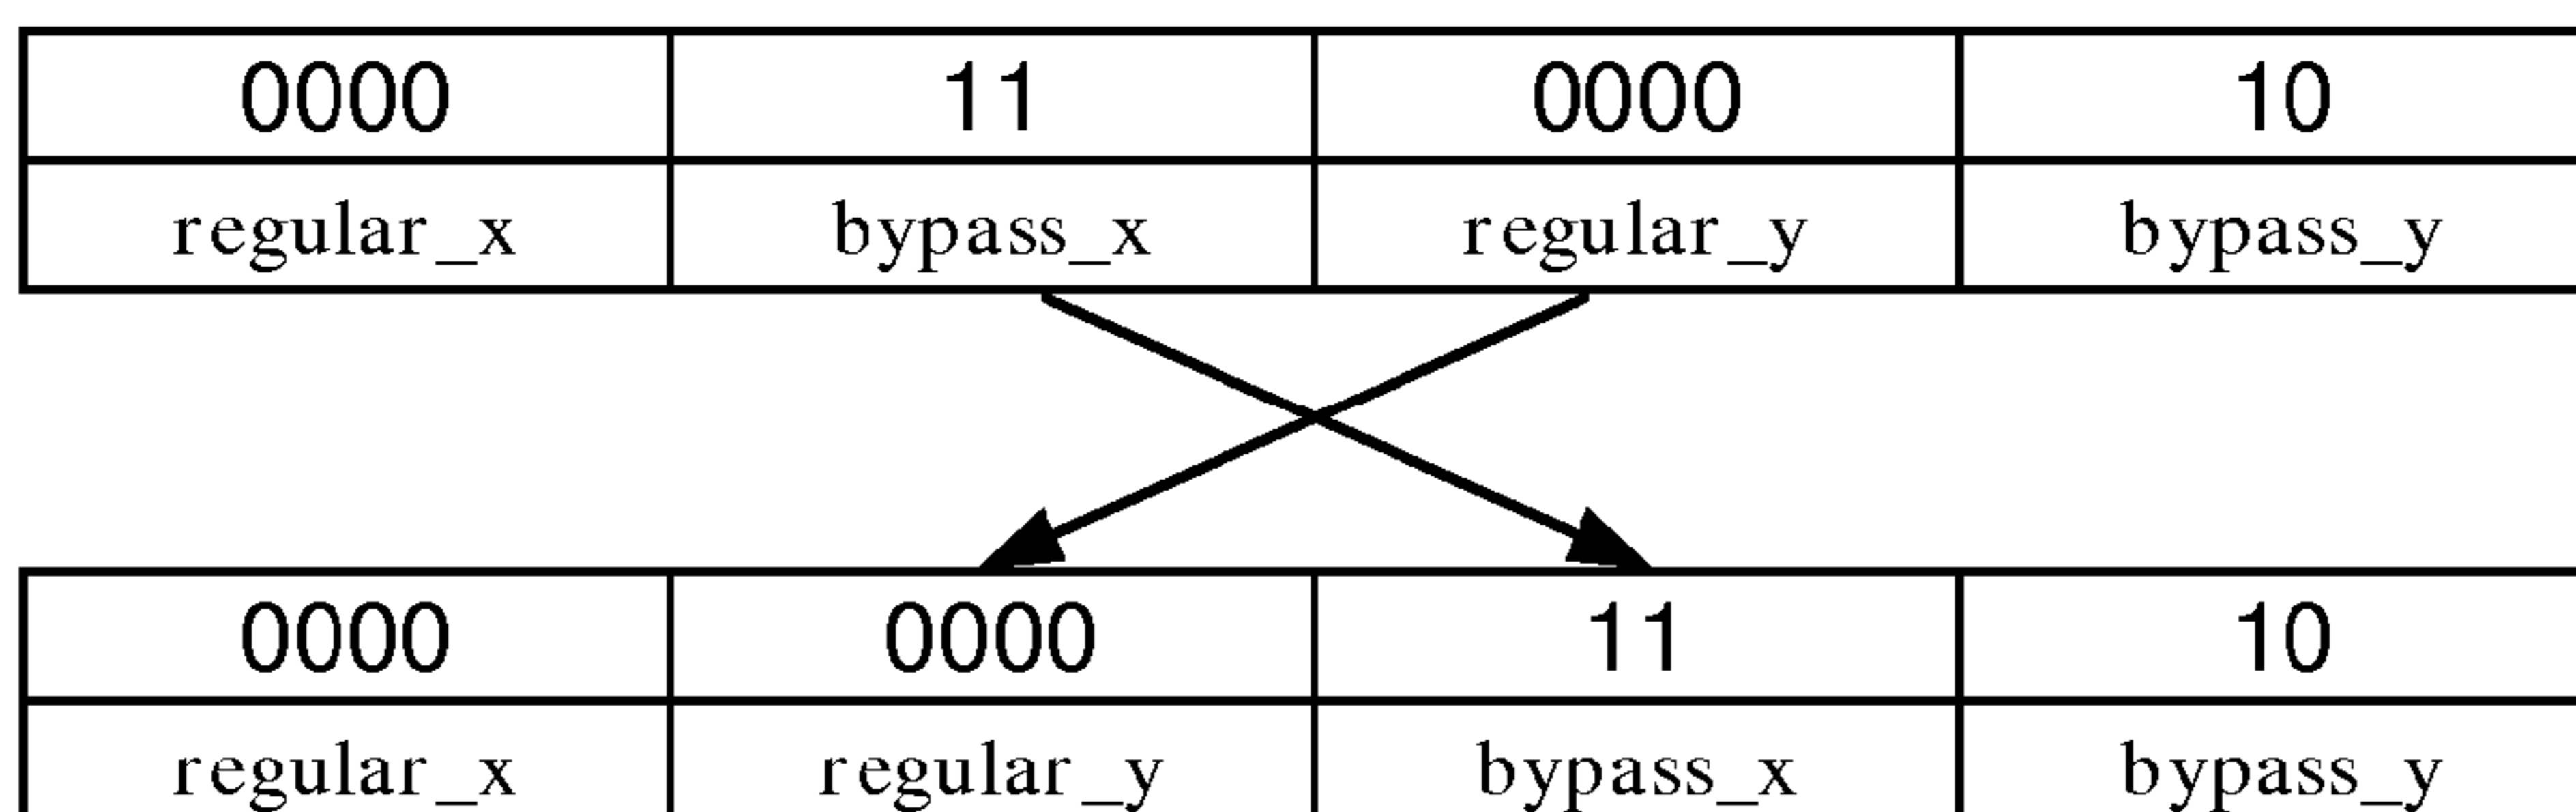 0000 11 0000 10
regular_x bypass_x regular_y bypass_y
0000 0000 11 10
regular_x regular_y bypass_x bypass_y